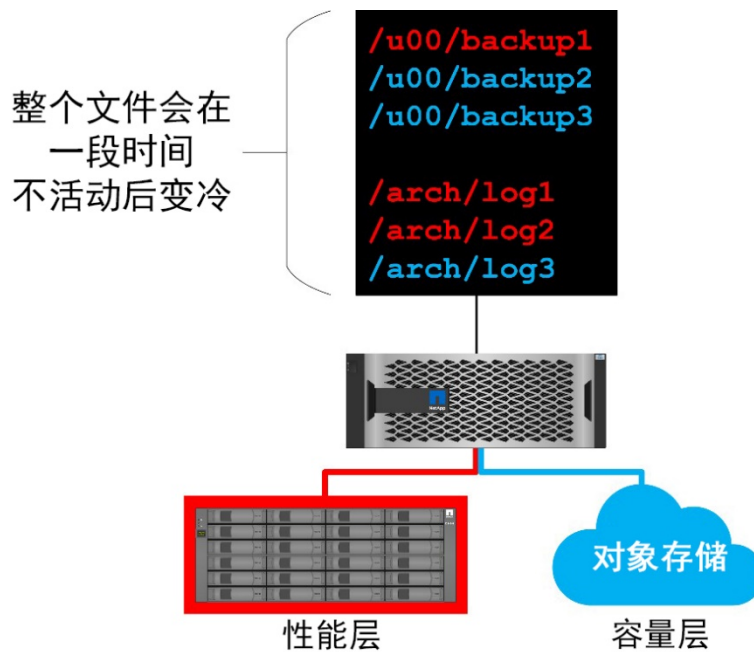 /u00/backup1
/u00/backup2
/u00/backup3
整个文件会在
一段时间
不活动后变冷
/arch/log1
/arch/log2
/arch/log3
NetApp
对象存储
性能层
容量层